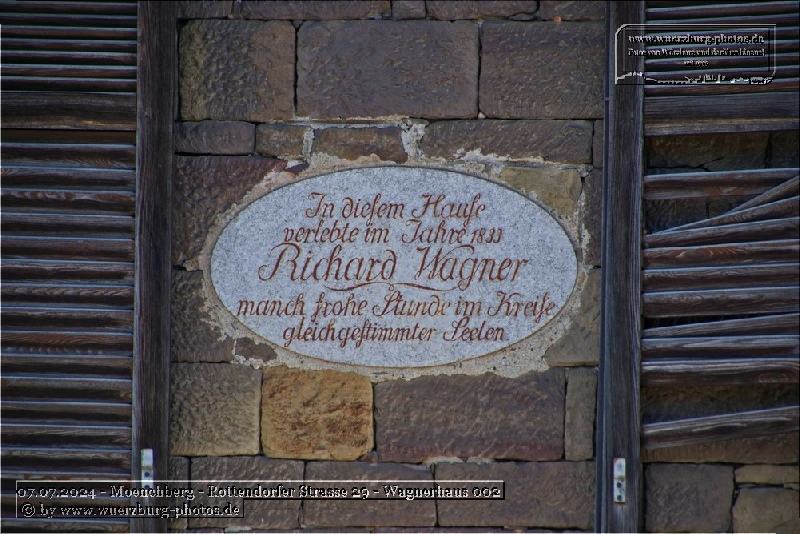 www.wuerzburg-photos.de
In diesem Hause
verlebte im Jahre 1833
Richard Wagner
manch frohe Stunde im Kreise
gleichgestimmter Seelen
07.07.2024 - Moenchberg - Rottendorfer Strasse 29 - Wagnerhaus 002
© by www.wuerzburg-photos.de